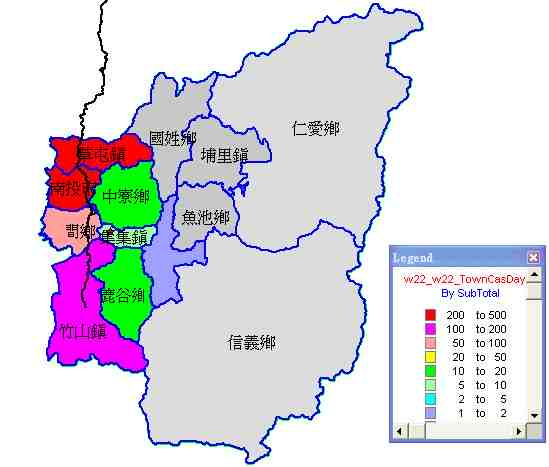 仁愛鄉
國姓鄉
埔里鎮
草屯鎮
南投市
中寮鄉
魚池鄉
間鄉
集集鎮
鹿谷鄉
竹山鎮
信義鄉
Legend
w22_w22_TownCasDay
By SubTotal
200 to 500
100 to 200
50 to 100
20 to 50
10 to 20
5 to 10
2 to 5
1 to 2